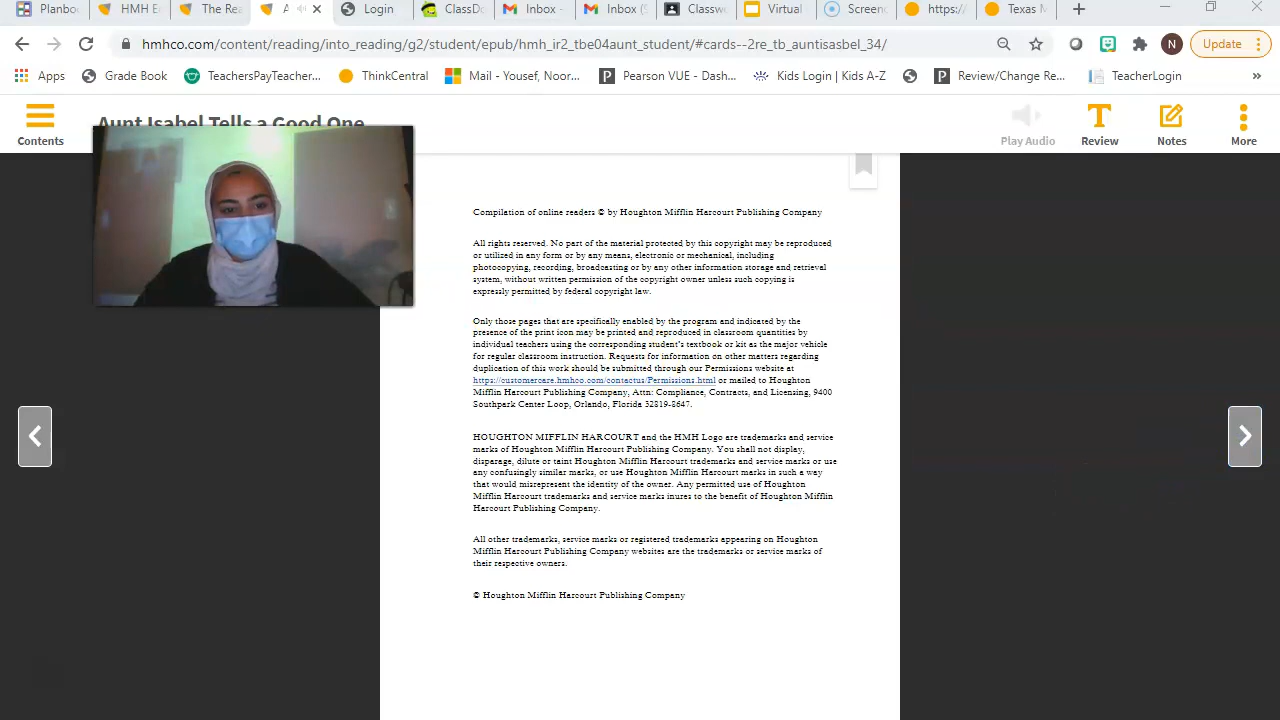 Planbo HMH E The Rea A Login ClassDo Inbox - Inbox (S Classw Virtual Screen https:// Texas M
hmhco.com/content/reading/into_reading_v2/student/epub/hmh_ir2_tbe04aunt_student/#cards--2re_tb_auntisasbel_34/ N Update
Apps Grade Book TeachersPayTeacher... ThinkCentral Mail - Yousef, Noor... Pearson VUE - Dash... Kids Login | Kids A-Z Review/Change Re... TeacherLogin »
Aunt Isabel Tells a Good One
Contents Play Audio Review Notes More
Compilation of online readers © by Houghton Mifflin Harcourt Publishing Company
All rights reserved. No part of the material protected by this copyright may be reproduced
or utilized in any form or by any means, electronic or mechanical, including
photocopying, recording, broadcasting or by any other information storage and retrieval
system, without written permission of the copyright owner unless such copying is
expressly permitted by federal copyright law.
Only those pages that are specifically enabled by the program and indicated by the
presence of the print icon may be printed and reproduced in classroom quantities by
individual teachers using the corresponding student's textbook or kit as the major vehicle
for regular classroom instruction. Requests for information on other matters regarding
duplication of this work should be submitted through our Permissions website at
https://customercare.hmhco.com/contactus/Permissions.html or mailed to Houghton
Mifflin Harcourt Publishing Company, Attn: Compliance, Contracts, and Licensing, 9400
Southpark Center Loop, Orlando, Florida 32819-8647.
HOUGHTON MIFFLIN HARCOURT and the HMH Logo are trademarks and service
marks of Houghton Mifflin Harcourt Publishing Company. You shall not display,
disparage, dilute or taint Houghton Mifflin Harcourt trademarks and service marks or use
any confusingly similar marks, or use Houghton Mifflin Harcourt marks in such a way
that would misrepresent the identity of the owner. Any permitted use of Houghton
Mifflin Harcourt trademarks and service marks inures to the benefit of Houghton Mifflin
Harcourt Publishing Company.
All other trademarks, service marks or registered trademarks appearing on Houghton
Mifflin Harcourt Publishing Company websites are the trademarks or service marks of
their respective owners.
© Houghton Mifflin Harcourt Publishing Company